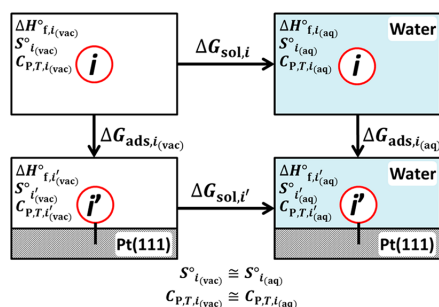 ΔH°f,i(vac)
S°i(vac)
CP,T,i(vac)
i
ΔGsol,i
Water
ΔH°f,i(aq)
S°i(aq)
CP,T,i(aq)
i
ΔGads,i(vac)
ΔGads,i(aq)
ΔH°f,i'(vac)
S°i'(vac)
CP,T,i'(vac)
i'
Pt(111)
ΔGsol,i'
Water
ΔH°f,i'(aq)
S°i'(aq)
CP,T,i'(aq)
i'
Pt(111)
S°i(vac) ≅ S°i(aq)
CP,T,i(vac) ≅ CP,T,i(aq)